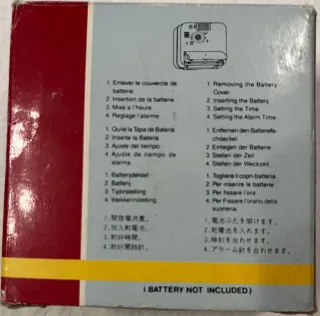 1. Enlever le couvercle de
batterie.
2. Insertion de la batterie.
3. Mise a l'heure.
4. Reglage l'alarme.
1. Removing the Battery
Cover.
2. Inserting the Battery.
3. Setting the Time
4. Setting the Alarm Time.
1. Quite la Tapa de Bateria.
2. Inserte la Bateria.
3. Ajuste del tiempo.
4. Ajuste de tiempo de
alarma.
1. Entfernen des Batteriefa-
chdeckel.
2. Einlegen der Batterie
3. Stellen der Zeit
4. Stellen der Weckzeit.
1. Batterijdeksel
2. Battery
3. Tijdinstelling
4. Wekkerinstelling.
1. Togliere il copri-batteria.
2. Per inserire le batterie.
3. Per fissare l'ora.
4. Per Fissare l'orario della
suoneria.
1. 開啓電池蓋。
2. 放入乾電池。
3. 對好時間。
4. 對好鬧時針。
1. 電池ぶたを開けます。
2. 乾電池を入れます。
3. 時刻を合わせます。
4. アラーム針を合わせます。
( BATTERY NOT INCLUDED )